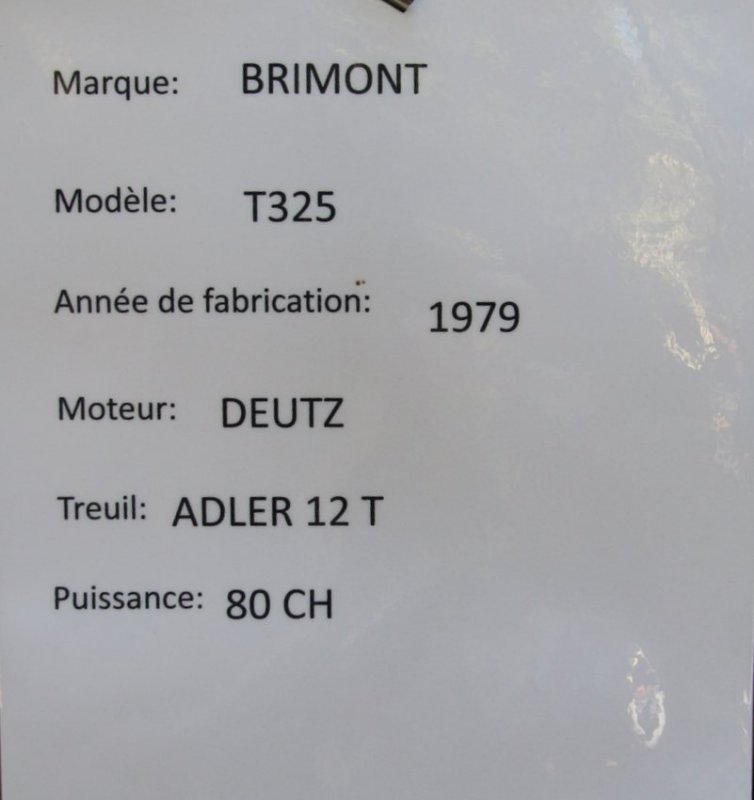 Marque: BRIMONT
Modèle: T325
Année de fabrication: 1979
Moteur: DEUTZ
Treuil: ADLER 12 T
Puissance: 80 CH